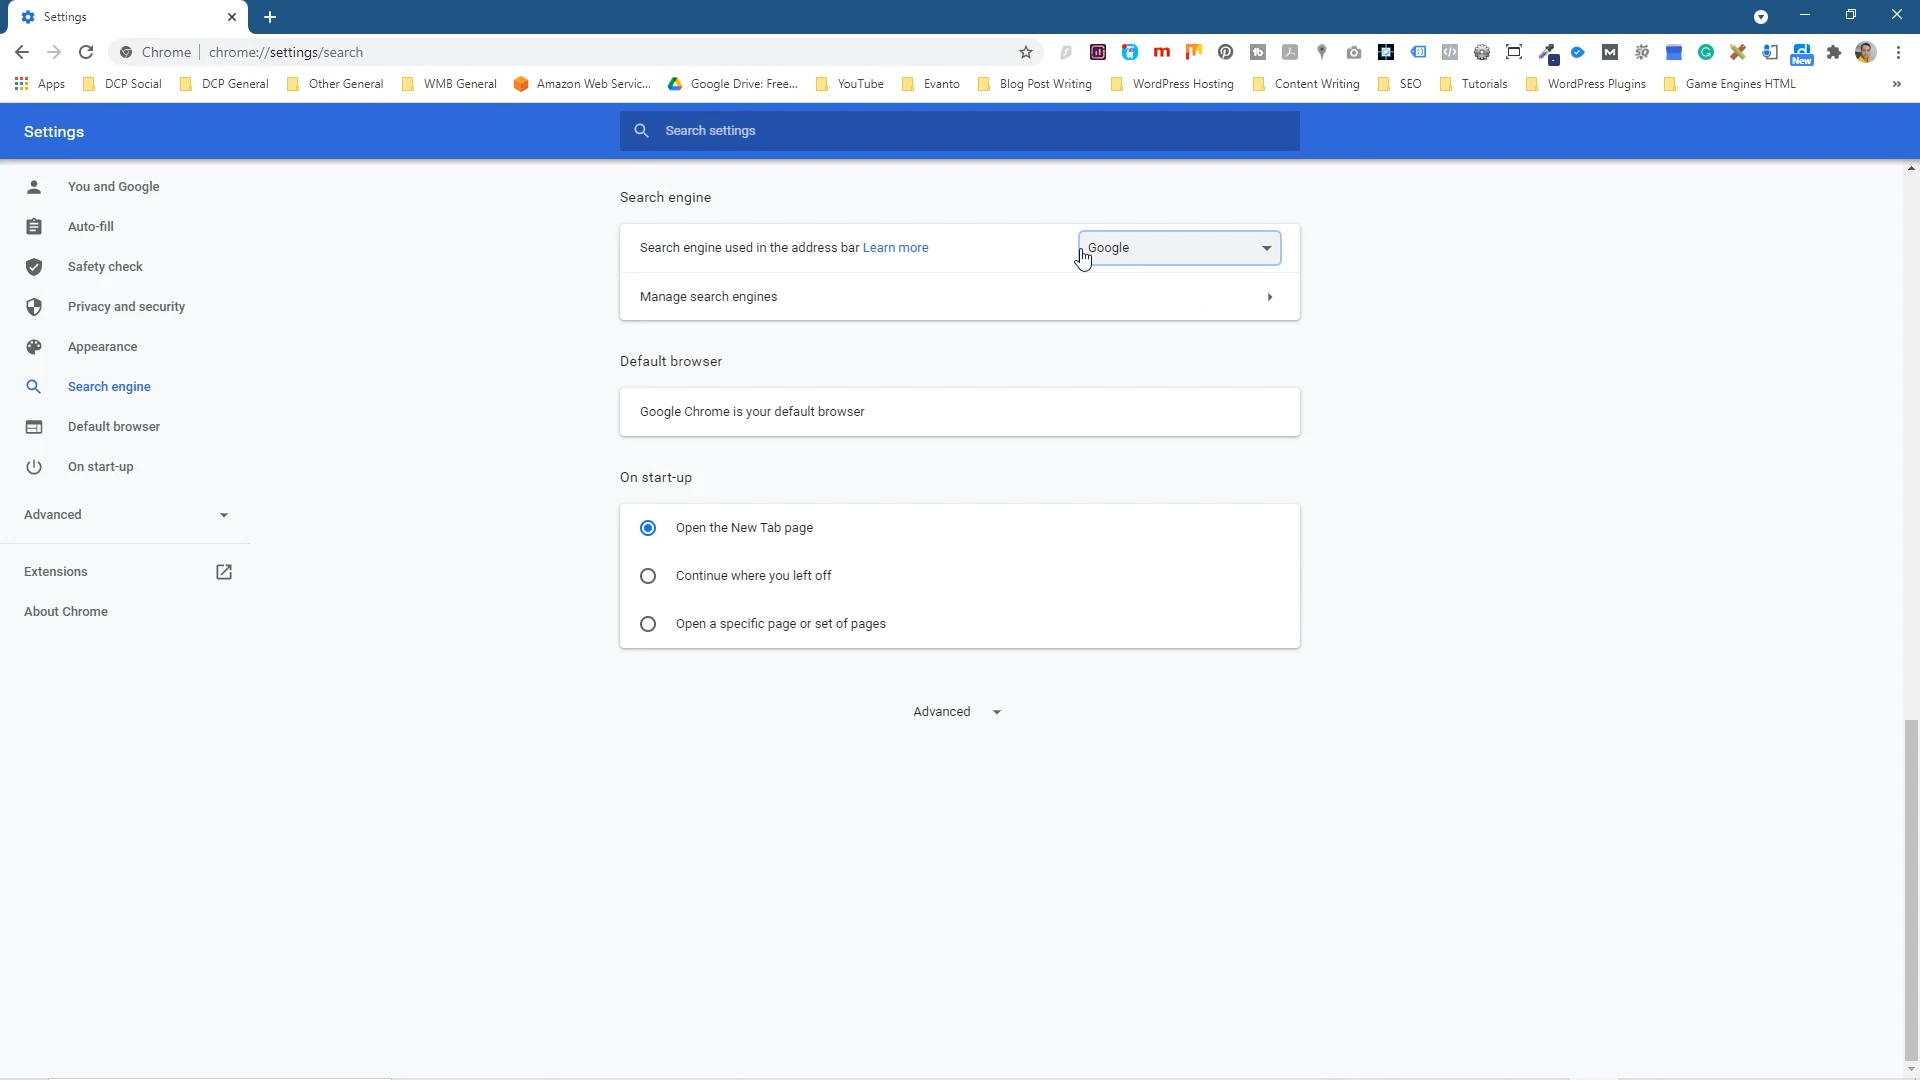 Settings
Chrome chrome://settings/search
New
Apps DCP Social DCP General Other General WMB General Amazon Web Servic... Google Drive: Free... YouTube Evanto Blog Post Writing WordPress Hosting Content Writing SEO Tutorials WordPress Plugins Game Engines HTML »
Settings
Search settings
You and Google
Auto-fill
Safety check
Privacy and security
Appearance
Search engine
Default browser
On start-up
Advanced
Extensions
About Chrome
Search engine
Search engine used in the address bar Learn more Google
Manage search engines
Default browser
Google Chrome is your default browser
On start-up
Open the New Tab page
Continue where you left off
Open a specific page or set of pages
Advanced